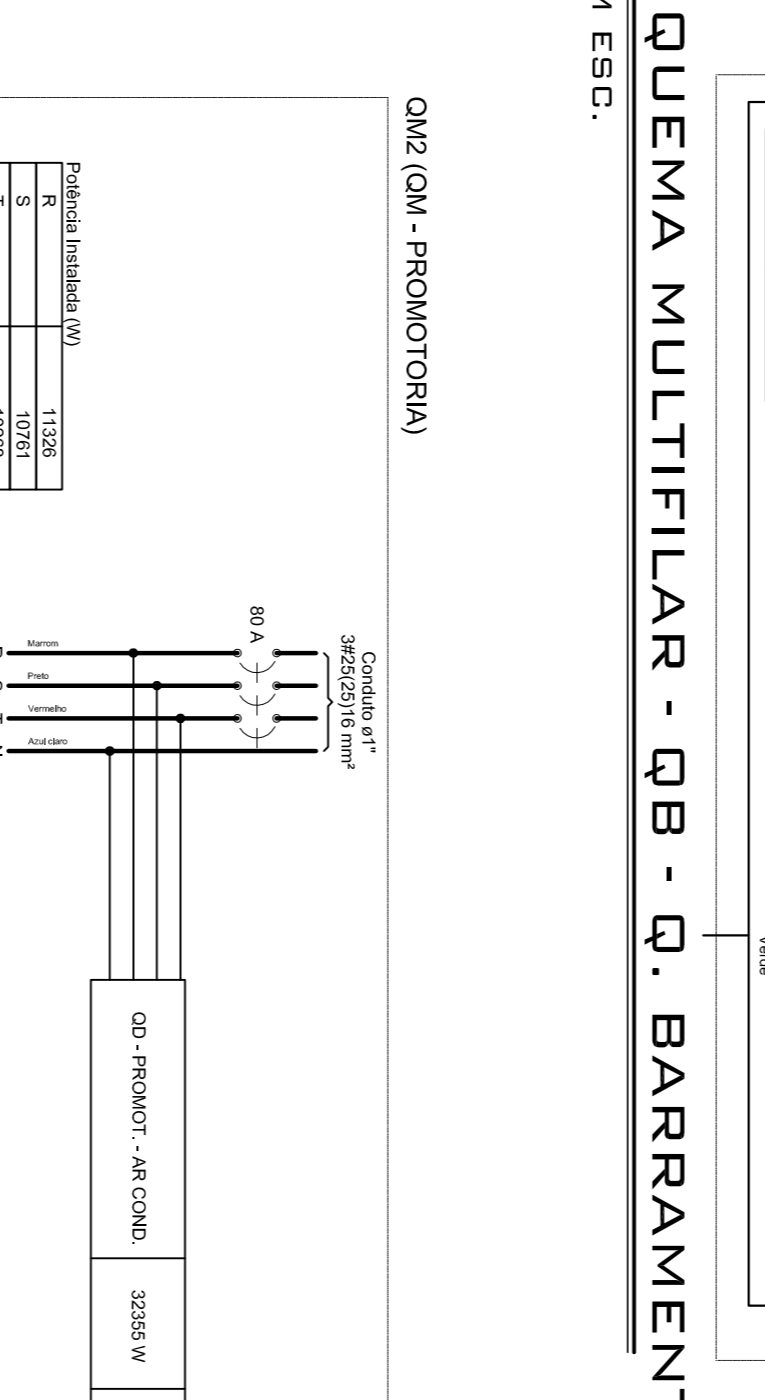 QUEMA MULTIFILAR - QB - Q. BARRAMENT
M ESC.
QM2 (QM - PROMOTORIA)
Potência Instalada (W)
R 11326
S 10761
Conduto ø1"
3#25(25)16 mm²
80 A
Marrom
Preto
Vermelho
Azul claro
QD - PROMOT. - AR COND. 32355 W